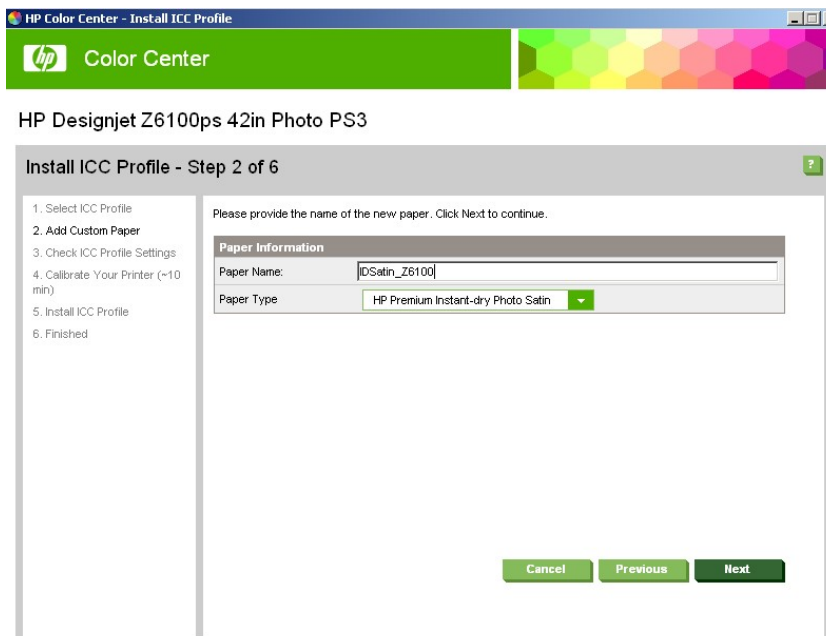 HP Color Center - Install ICC Profile
hp Color Center
HP Designjet Z6100ps 42in Photo PS3
Install ICC Profile - Step 2 of 6
?
1. Select ICC Profile
2. Add Custom Paper
3. Check ICC Profile Settings
4. Calibrate Your Printer (~10
min)
5. Install ICC Profile
6. Finished
Please provide the name of the new paper. Click Next to continue.
Paper Information
Paper Name: IDSatin_Z6100
Paper Type HP Premium Instant-dry Photo Satin
Cancel Previous Next